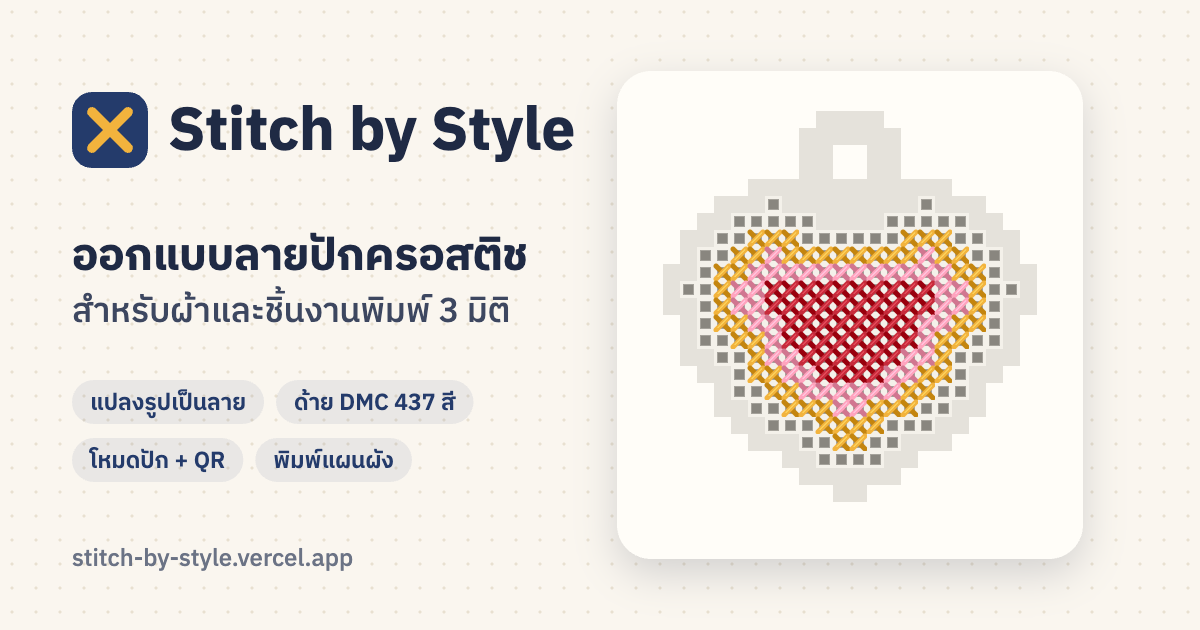 Stitch by Style
ออกแบบลายปักครอสติช
สำหรับผ้าและชิ้นงานพิมพ์ 3 มิติ
แปลงรูปเป็นลาย
ด้าย DMC 437 สี
โหมดปัก + QR
พิมพ์แผนผัง
stitch-by-style.vercel.app